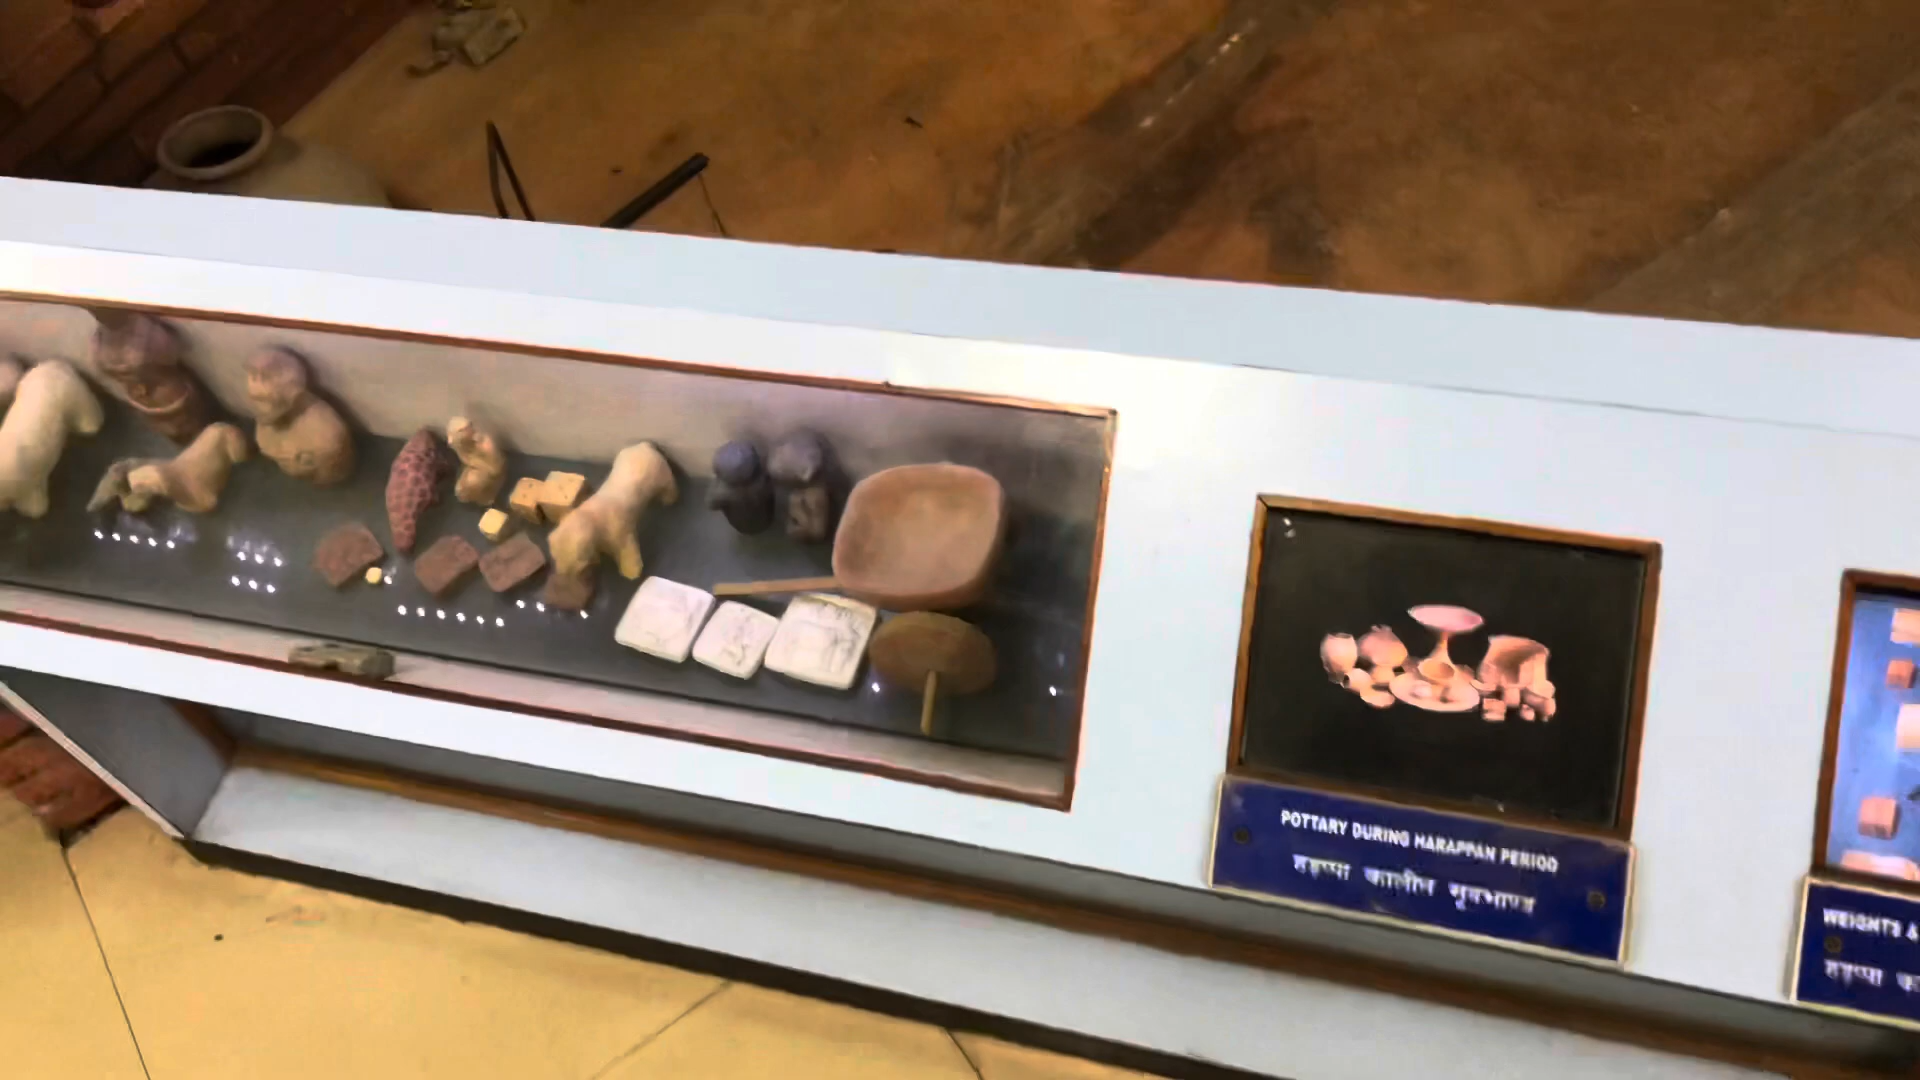 POTTARY DURING HARAPPAN PERIOD
हड़प्पा कालीन मृदभाण्ड
WEIGHTS &
हड़प्पा